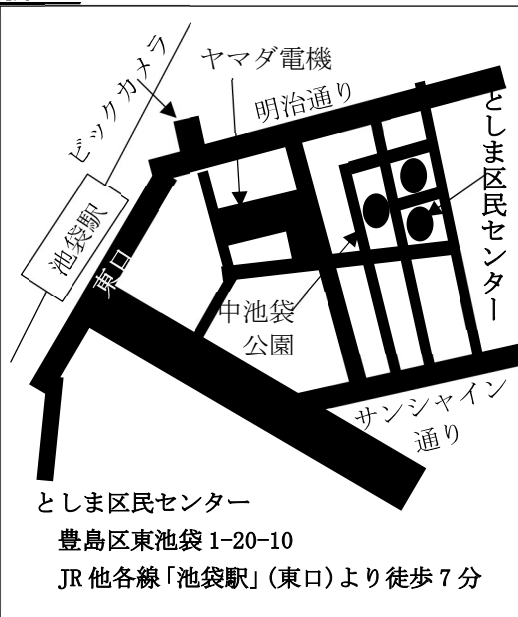 ビックカメラ
ヤマダ電機
明治通り
としま区民センター
池袋駅
東口
中池袋
公園
サンシャイン
通り
としま区民センター
豊島区東池袋 1-20-10
JR 他各線「池袋駅」(東口)より徒歩 7 分